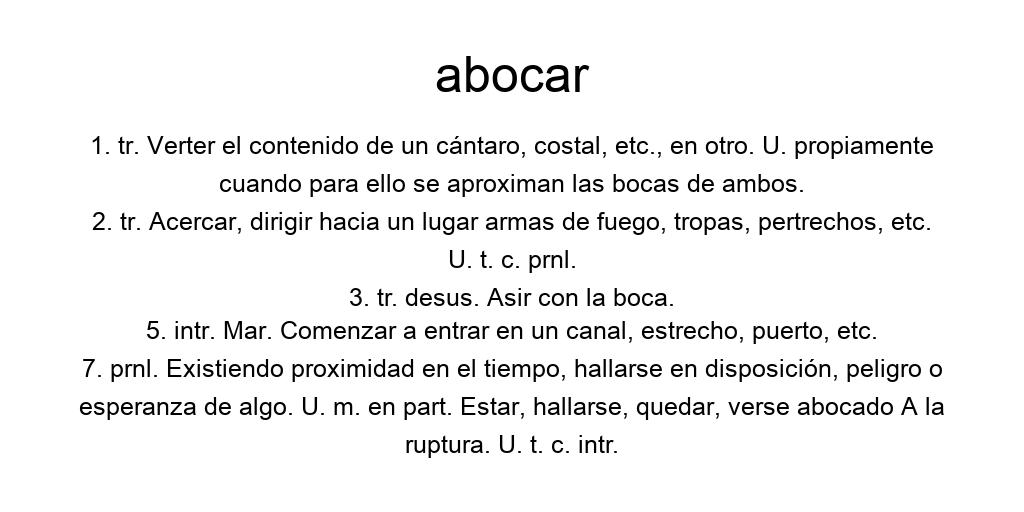 abocar
1. tr. Verter el contenido de un cántaro, costal, etc., en otro. U. propiamente
cuando para ello se aproximan las bocas de ambos.
2. tr. Acercar, dirigir hacia un lugar armas de fuego, tropas, pertrechos, etc.
U. t. c. prnl.
3. tr. desus. Asir con la boca.
5. intr. Mar. Comenzar a entrar en un canal, estrecho, puerto, etc.
7. prnl. Existiendo proximidad en el tiempo, hallarse en disposición, peligro o
esperanza de algo. U. m. en part. Estar, hallarse, quedar, verse abocado A la
ruptura. U. t. c. intr.